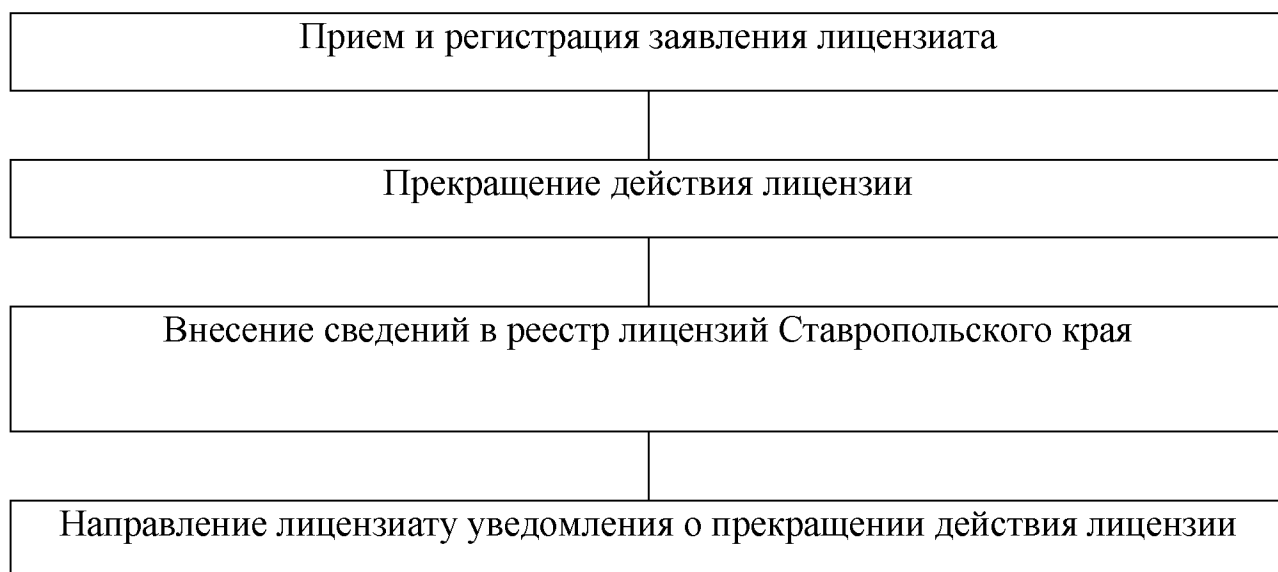 Прием и регистрация заявления лицензиата
Прекращение действия лицензии
Внесение сведений в реестр лицензий Ставропольского края
Направление лицензиату уведомления о прекращении действия лицензии